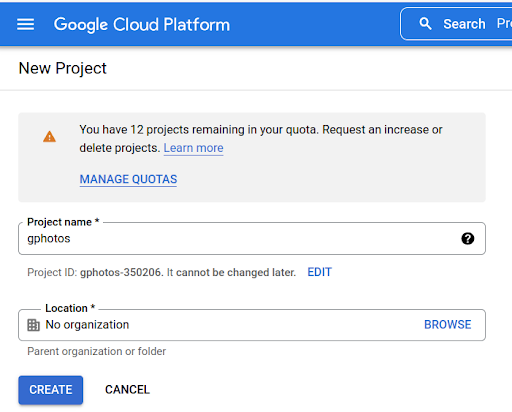 Google Cloud Platform
Search Pr
New Project
You have 12 projects remaining in your quota. Request an increase or
delete projects. Learn more
MANAGE QUOTAS
Project name *
gphotos
Project ID: gphotos-350206. It cannot be changed later. EDIT
Location *
No organization BROWSE
Parent organization or folder
CREATE CANCEL